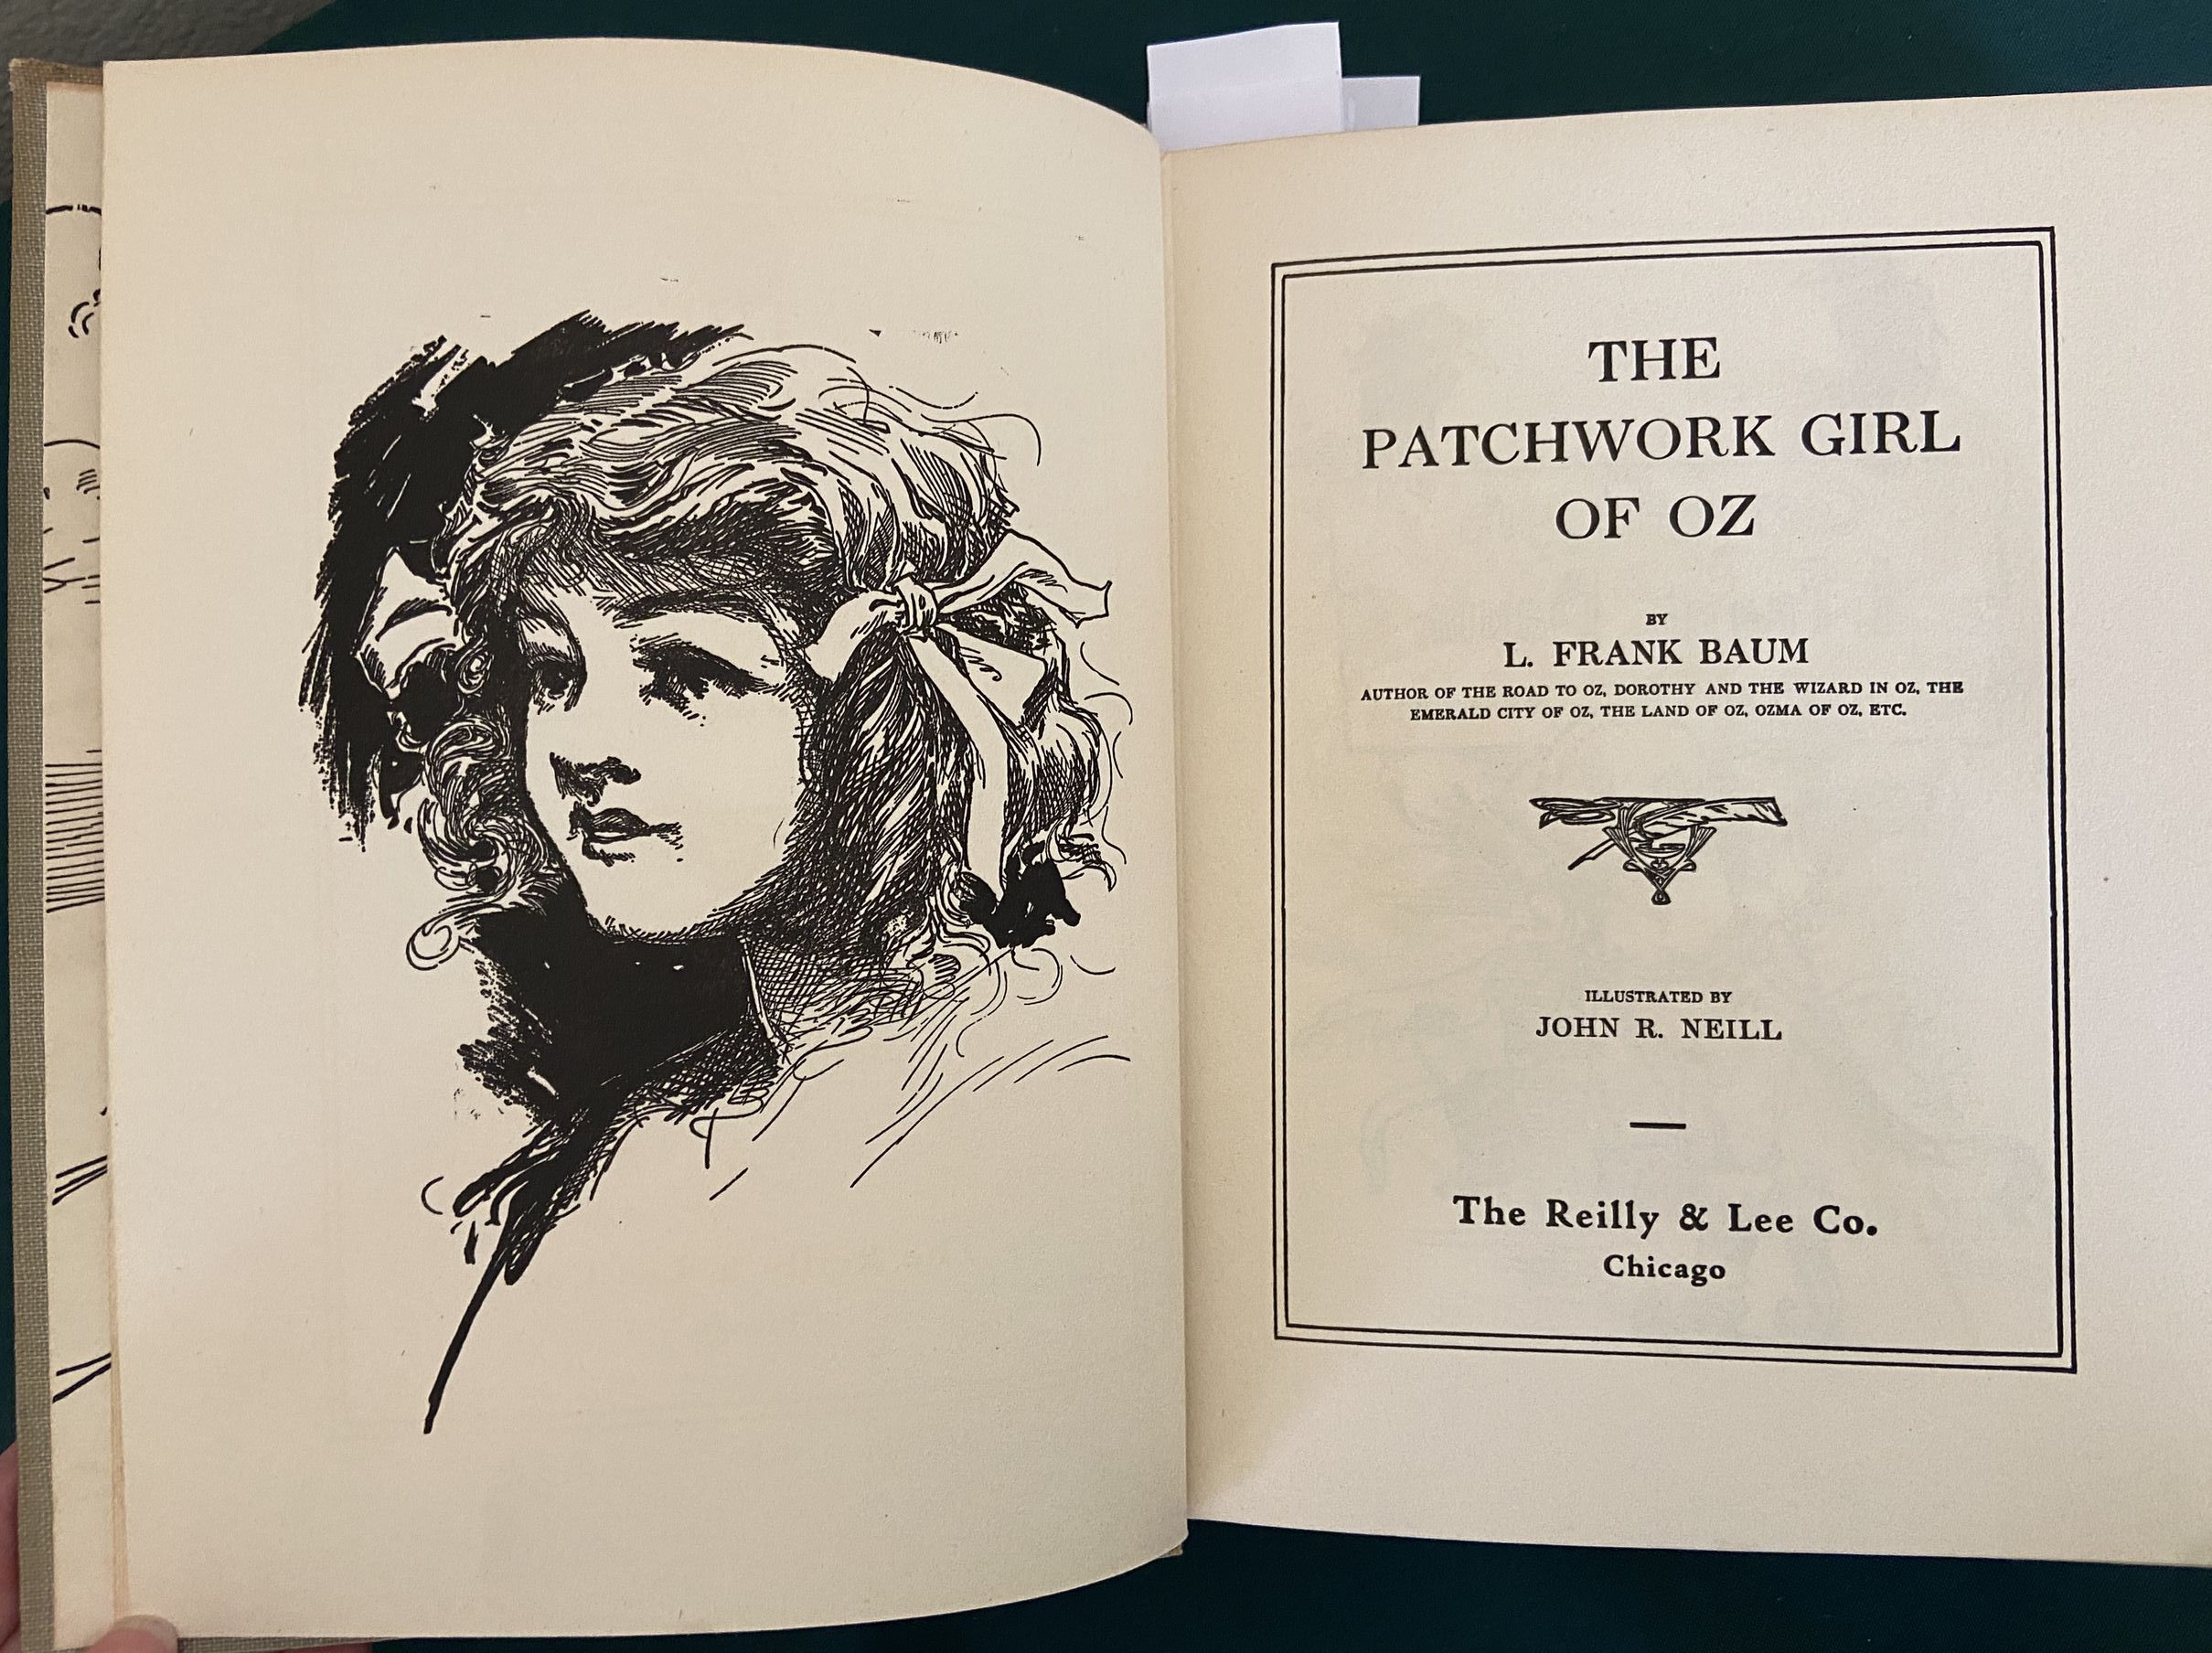 THE
PATCHWORK GIRL
OF OZ
BY
L. FRANK BAUM
AUTHOR OF THE ROAD TO OZ, DOROTHY AND THE WIZARD IN OZ, THE
EMERALD CITY OF OZ, THE LAND OF OZ, OZMA OF OZ, ETC.
ILLUSTRATED BY
JOHN R. NEILL
The Reilly & Lee Co.
Chicago